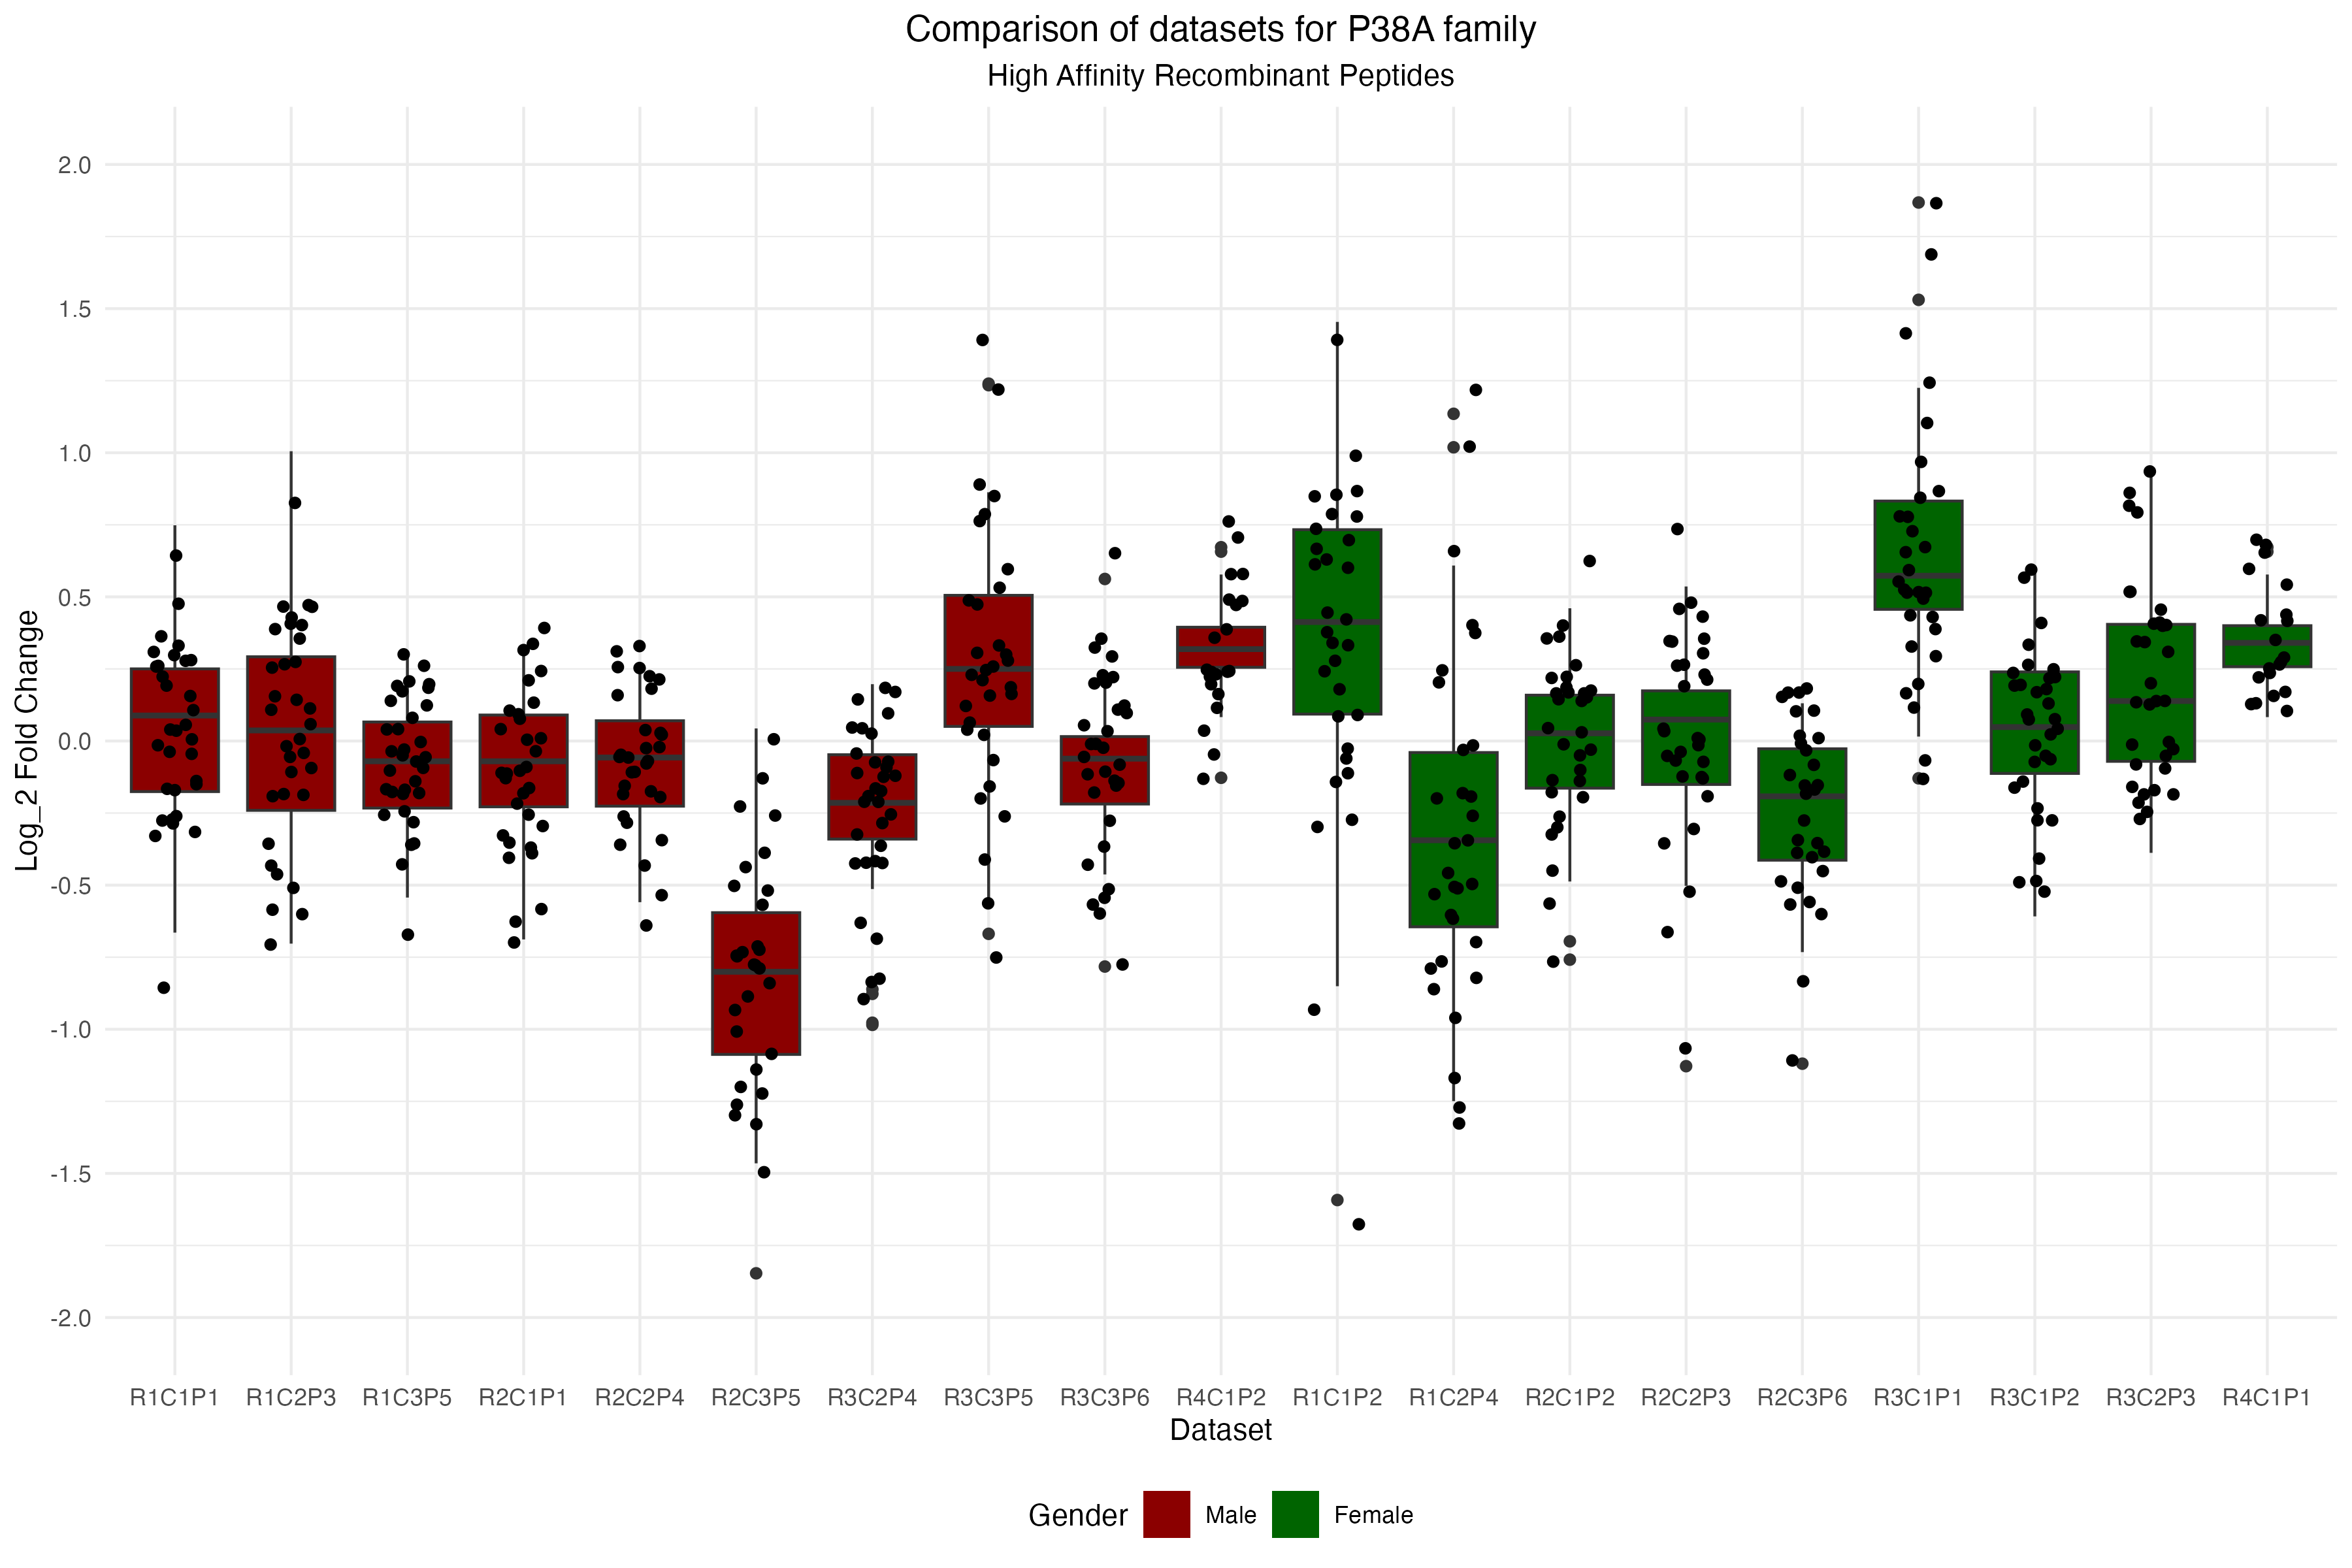 Comparison of datasets for P38A family
High Affinity Recombinant Peptides
Log_2 Fold Change
2.0
1.5
1.0
0.5
0.0
-0.5
-1.0
-1.5
-2.0
R1C1P1 R1C2P3 R1C3P5 R2C1P1 R2C2P4 R2C3P5 R3C2P4 R3C3P5 R3C3P6 R4C1P2 R1C1P2 R1C2P4 R2C1P2 R2C2P3 R2C3P6 R3C1P1 R3C1P2 R3C2P3 R4C1P1
Dataset
Gender Male Female